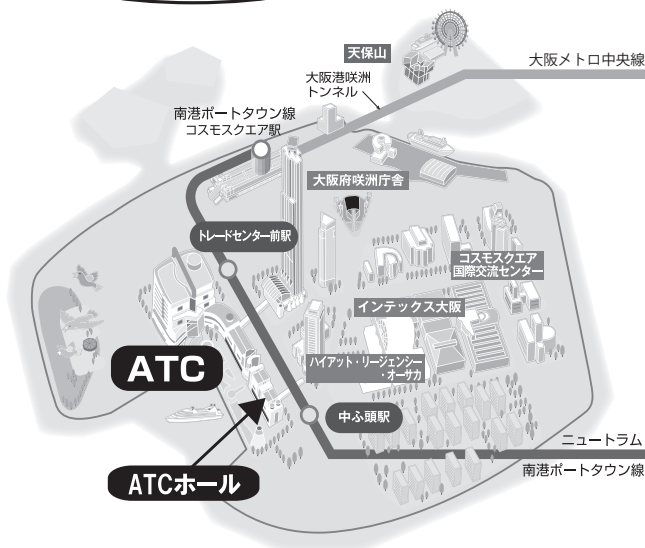 天保山
大阪メトロ中央線
大阪港咲洲
トンネル
南港ポートタウン線
コスモスクエア駅
大阪府咲洲庁舎
トレードセンター前駅
コスモスクエア
国際交流センター
インテックス大阪
ATC
ハイアット・リージェンシー
・オーサカ
中ふ頭駅
ニュートラム
南港ポートタウン線
ATCホール